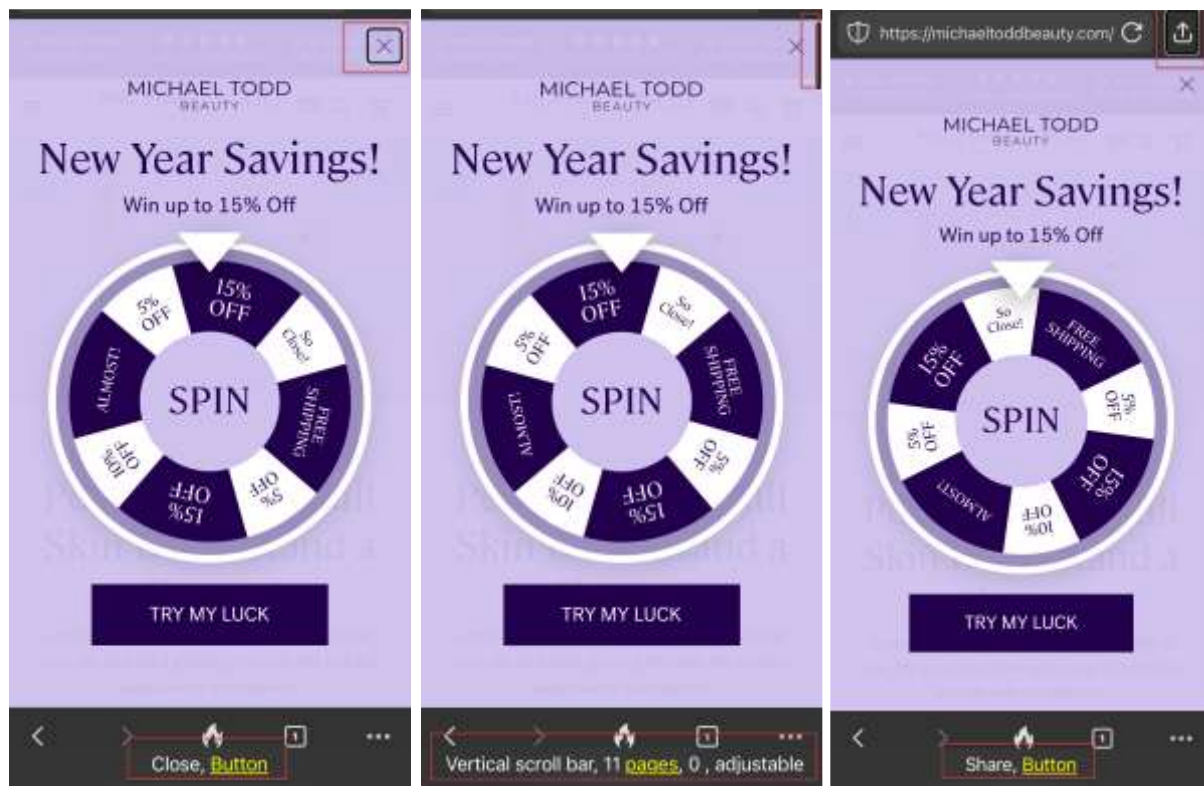 MICHAEL TODD
BEAUTY
New Year Savings!
Win up to 15% Off
15% OFF
So Close!
FREE SHIPPING
5% OFF
15% OFF
10% OFF
ALMOST!
5% OFF
SPIN
TRY MY LUCK
1
Close, Button
MICHAEL TODD
BEAUTY
New Year Savings!
Win up to 15% Off
15% OFF
So Close!
FREE SHIPPING
5% OFF
15% OFF
10% OFF
ALMOST!
5% OFF
SPIN
TRY MY LUCK
1
Vertical scroll bar, 11 pages, 0 , adjustable
https://michaeltoddbeauty.com/
MICHAEL TODD
BEAUTY
New Year Savings!
Win up to 15% Off
So Close!
FREE SHIPPING
5% OFF
15% OFF
10% OFF
ALMOST!
5% OFF
15% OFF
SPIN
TRY MY LUCK
1
Share, Button